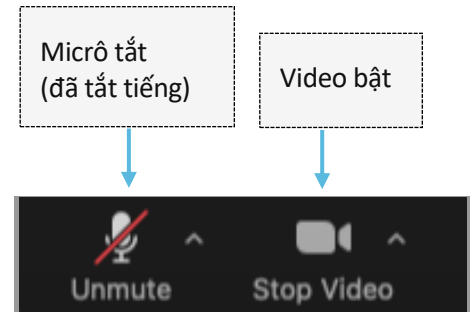 Micrô tắt
(đã tắt tiếng)
Video bật
Unmute
Stop Video